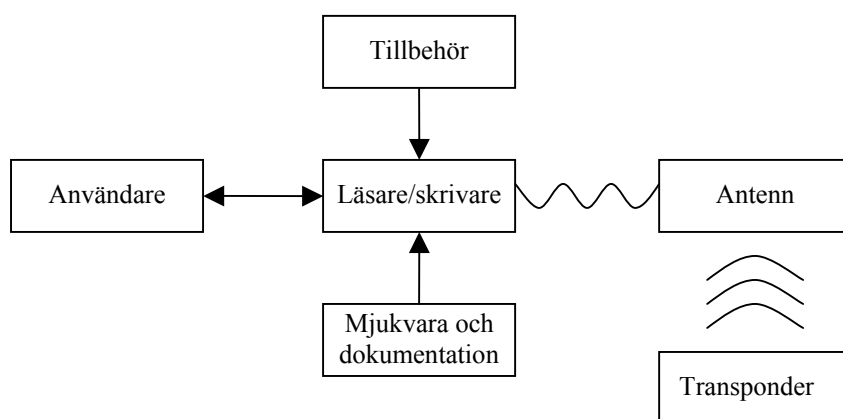 Tillbehör
Användare
Läsare/skrivare
Antenn
Mjukvara och
dokumentation
Transponder